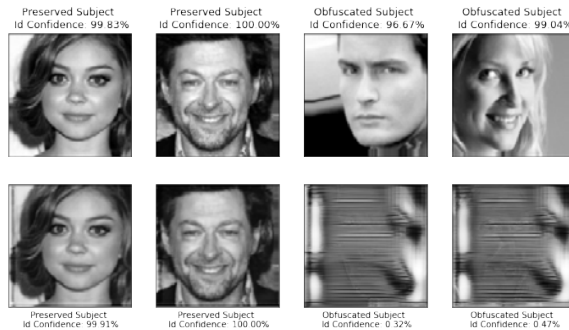 Preserved Subject
Id Confidence: 99 83%
Preserved Subject
Id Confidence: 100 00%
Obfuscated Subject
Id Confidence: 96 67%
Obfuscated Subject
Id Confidence: 99 04%
Preserved Subject
Id Confidence: 99 91%
Preserved Subject
Id Confidence: 100 00%
Obfuscated Subject
Id Confidence: 0 32%
Obfuscated Subject
Id Confidence: 0 47%